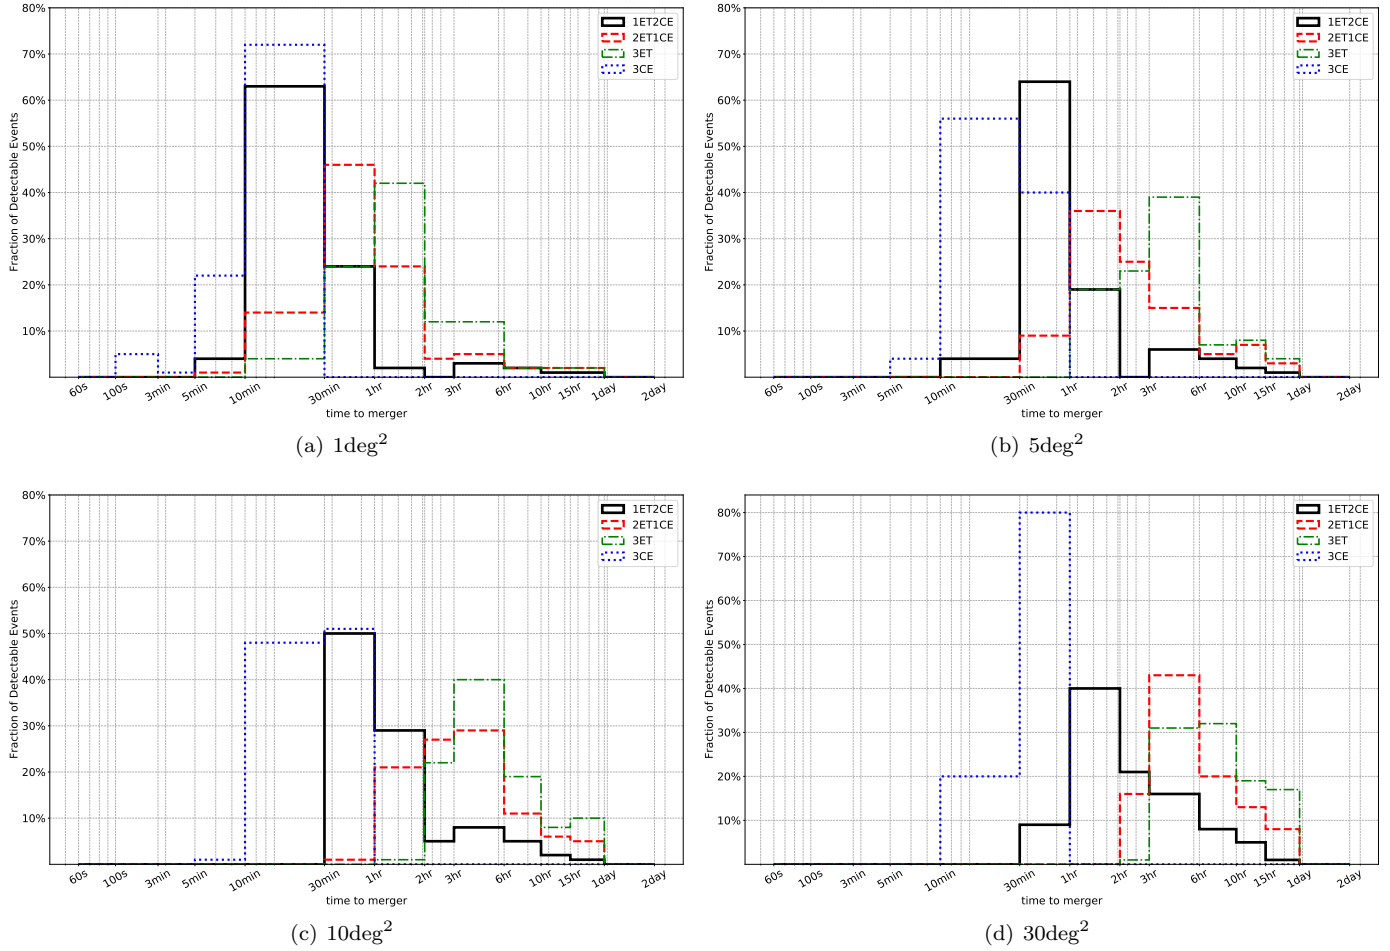 80%
70%
60%
50%
40%
30%
20%
10%
Fraction of Detectable Events
1ET2CE
2ET1CE
3ET
3CE
60s 100s 3min 5min 10min 30min 1hr 2hr 3hr 6hr 10hr 15hr 1day 2day
time to merger
(a) 1deg²
80%
70%
60%
50%
40%
30%
20%
10%
Fraction of Detectable Events
1ET2CE
2ET1CE
3ET
3CE
60s 100s 3min 5min 10min 30min 1hr 2hr 3hr 6hr 10hr 15hr 1day 2day
time to merger
(b) 5deg²
80%
70%
60%
50%
40%
30%
20%
10%
Fraction of Detectable Events
1ET2CE
2ET1CE
3ET
3CE
60s 100s 3min 5min 10min 30min 1hr 2hr 3hr 6hr 10hr 15hr 1day 2day
time to merger
(c) 10deg²
80%
70%
60%
50%
40%
30%
20%
10%
Fraction of Detectable Events
1ET2CE
2ET1CE
3ET
3CE
60s 100s 3min 5min 10min 30min 1hr 2hr 3hr 6hr 10hr 15hr 1day 2day
time to merger
(d) 30deg²